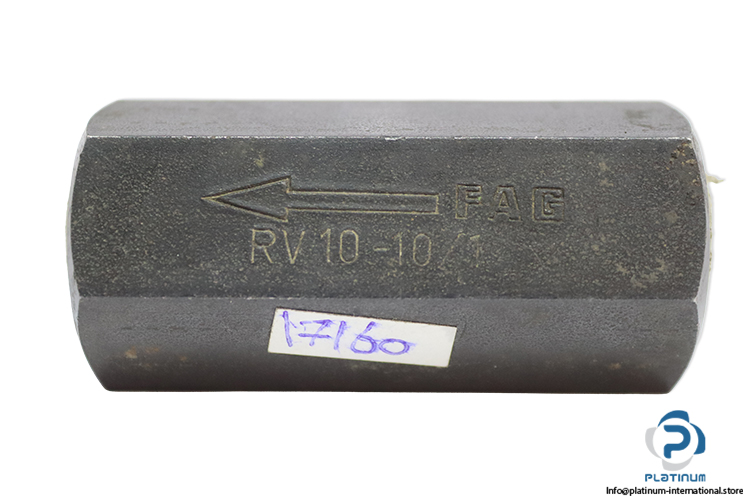 FAG
RV 10-10/1
17160
PLATINUM
Info@platinum-international.store